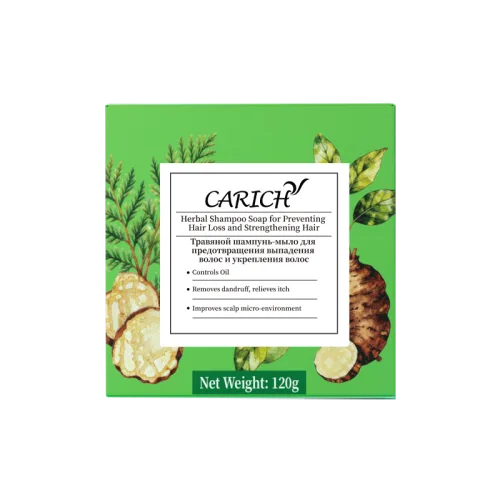 CARICH
Herbal Shampoo Soap for Preventing
Hair Loss and Strengthening Hair
Травяной шампунь-мыло для
предотвращения выпадения
волос и укрепления волос
• Controls Oil
• Removes dandruff, relieves itch
• Improves scalp micro-environment
Net Weight: 120g